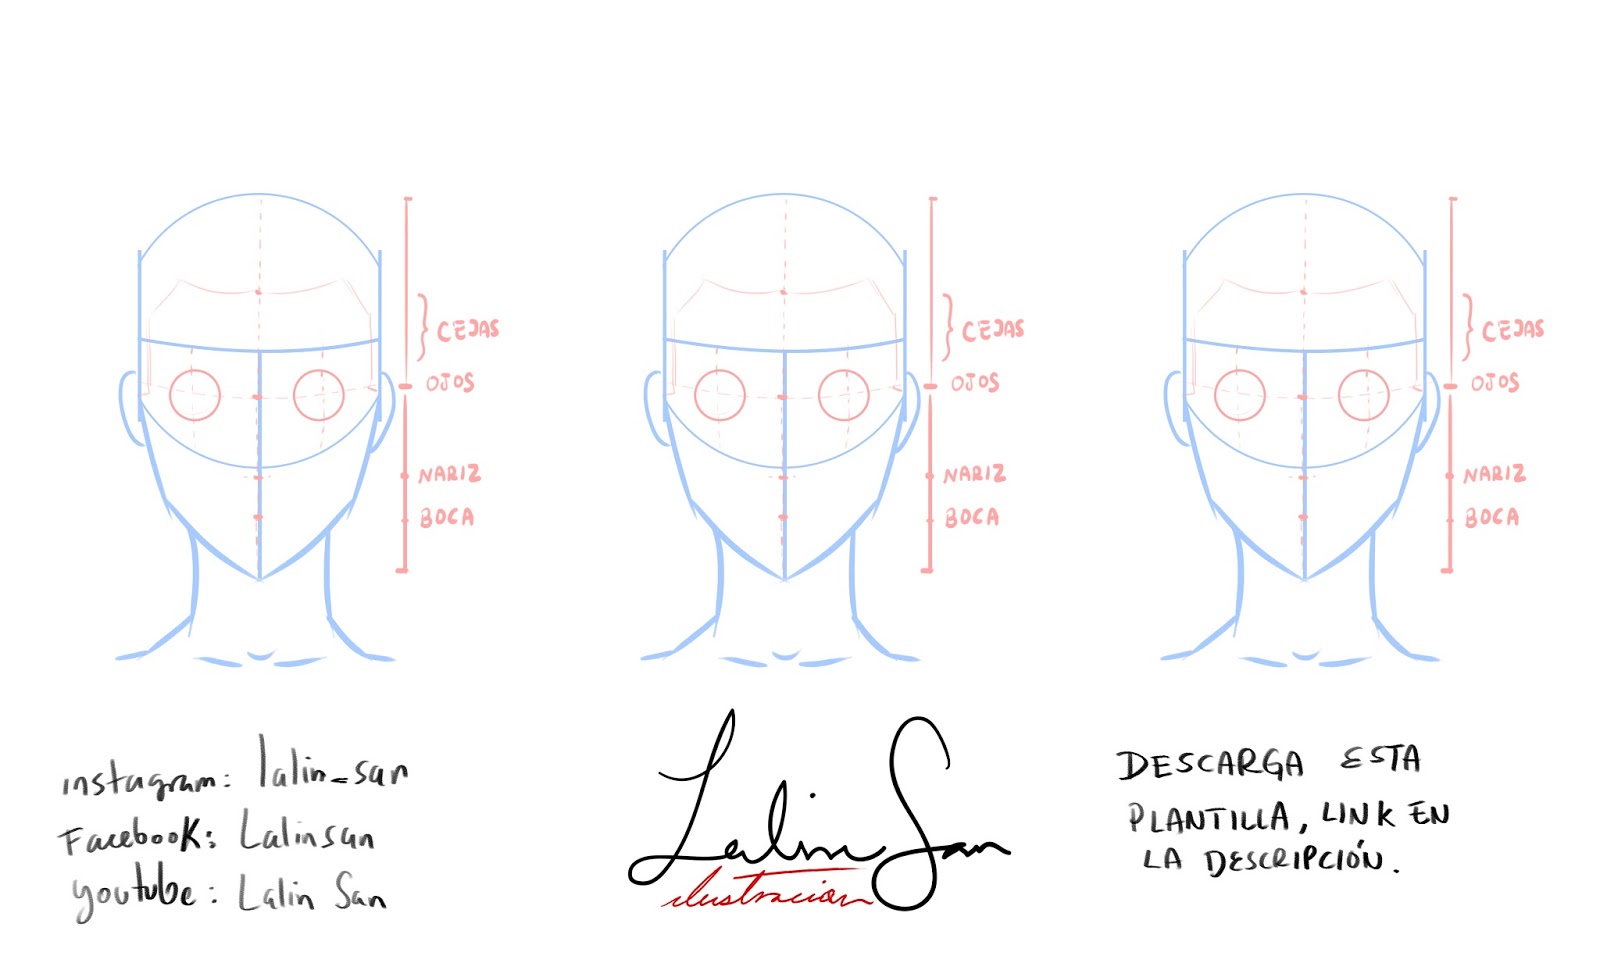 CEJAS
OJOS
NARIZ
BOCA
CEJAS
OJOS
NARIZ
BOCA
CEJAS
OJOS
NARIZ
BOCA
instagram: lalin_san
Facebook: Lalinsan
youtube: Lalin San
Lalin San
ilustracion
DESCARGA ESTA
PLANTILLA, LINK EN
LA DESCRIPCIÓN.